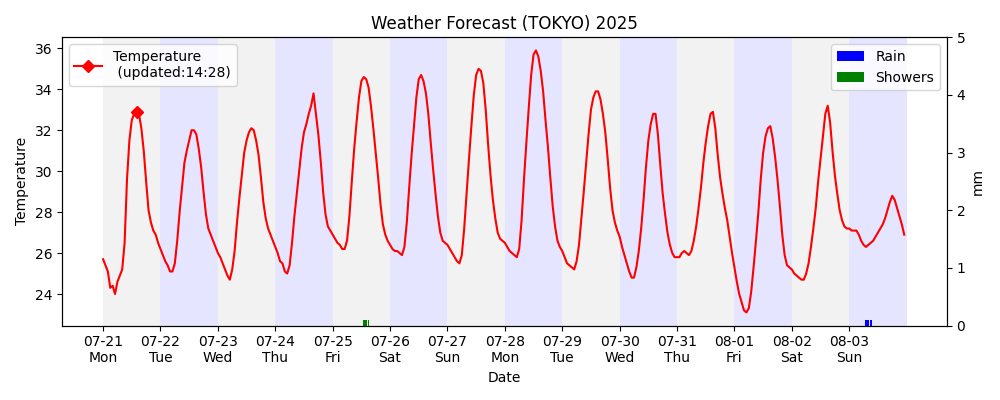 Weather Forecast (TOKYO) 2025
Temperature
(updated:14:28)
Rain
Showers
36
34
32
30
28
26
24
Temperature
5
4
3
2
1
0
mm
07-21 07-22 07-23 07-24 07-25 07-26 07-27 07-28 07-29 07-30 07-31 08-01 08-02 08-03
Mon Tue Wed Thu Fri Sat Sun Mon Tue Wed Thu Fri Sat Sun
Date